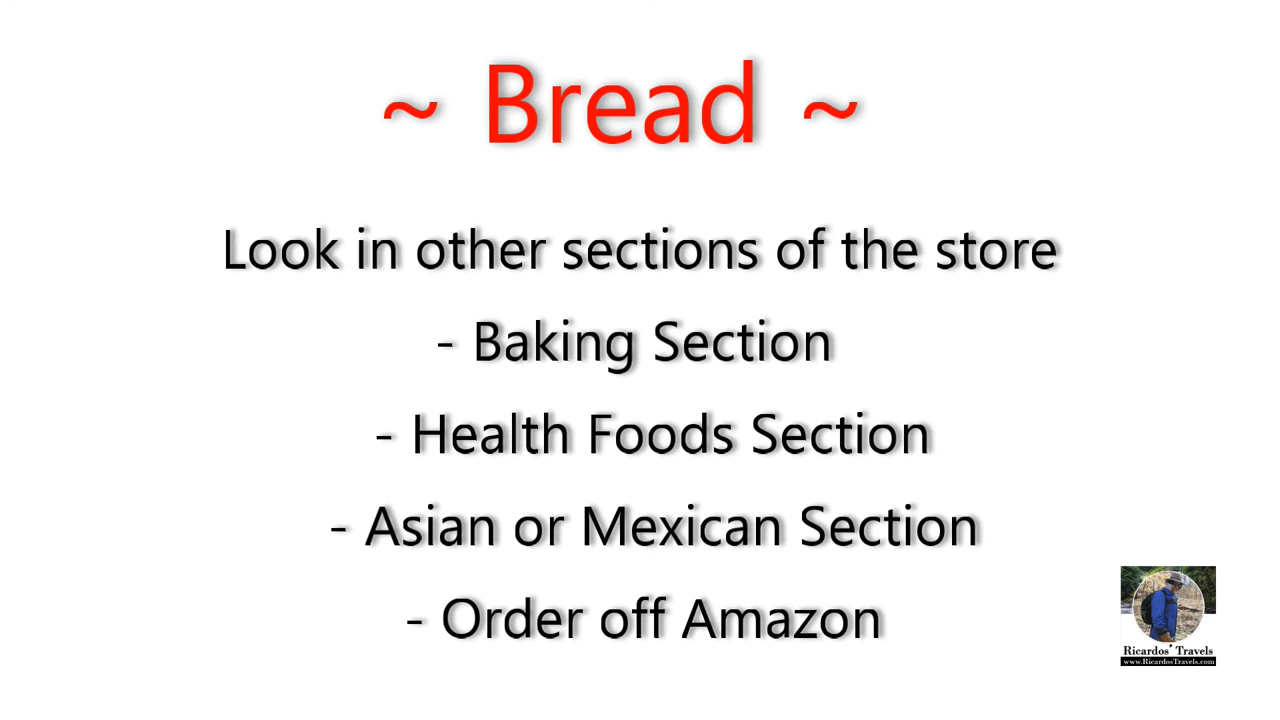 ~ Bread ~
Look in other sections of the store
- Baking Section
- Health Foods Section
- Asian or Mexican Section
- Order off Amazon
Ricardos' Travels
www.RicardosTravels.com